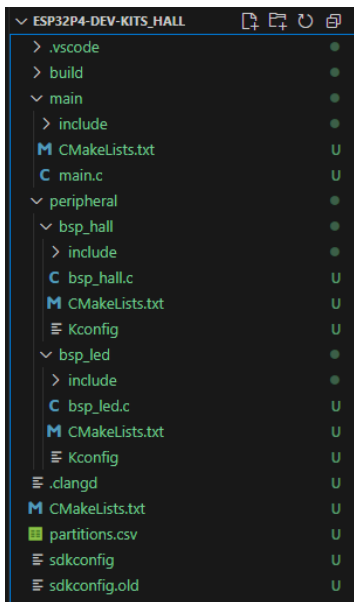 ESP32P4-DEV-KITS_HALL
.vscode
build
main
include
M CMakeLists.txt U
C main.c U
peripheral
bsp_hall
include
C bsp_hall.c U
M CMakeLists.txt U
Kconfig U
bsp_led
include
C bsp_led.c U
M CMakeLists.txt U
Kconfig U
.clangd U
M CMakeLists.txt U
partitions.csv U
sdkconfig U
sdkconfig.old U